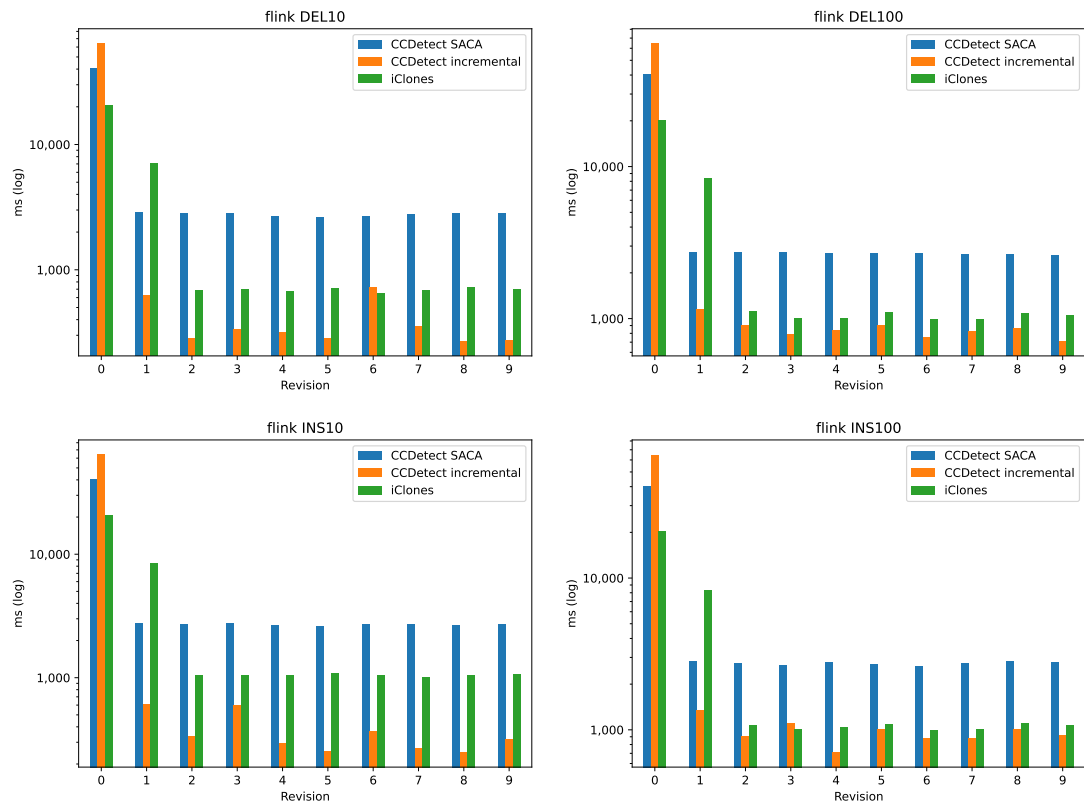 flink DEL10
CCDetect SACA
CCDetect incremental
iClones
10,000
1,000
ms (log)
0 1 2 3 4 5 6 7 8 9
Revision
flink DEL100
CCDetect SACA
CCDetect incremental
iClones
10,000
1,000
ms (log)
0 1 2 3 4 5 6 7 8 9
Revision
flink INS10
CCDetect SACA
CCDetect incremental
iClones
10,000
1,000
ms (log)
0 1 2 3 4 5 6 7 8 9
Revision
flink INS100
CCDetect SACA
CCDetect incremental
iClones
10,000
1,000
ms (log)
0 1 2 3 4 5 6 7 8 9
Revision